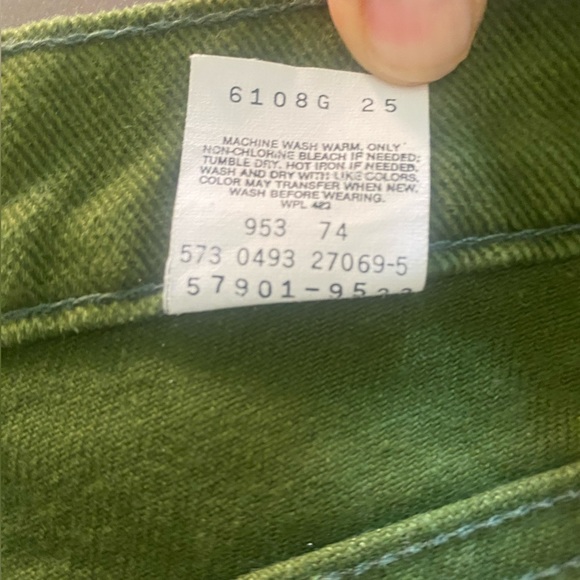 6108G 25
MACHINE WASH WARM, ONLY
NON-CHLORINE BLEACH IF NEEDED;
TUMBLE DRY. HOT IRON IF NEEDED.
WASH AND DRY WITH LIKE COLORS.
COLOR MAY TRANSFER WHEN NEW.
WASH BEFORE WEARING.
WPL 423
953 74
573 0493 27069-5